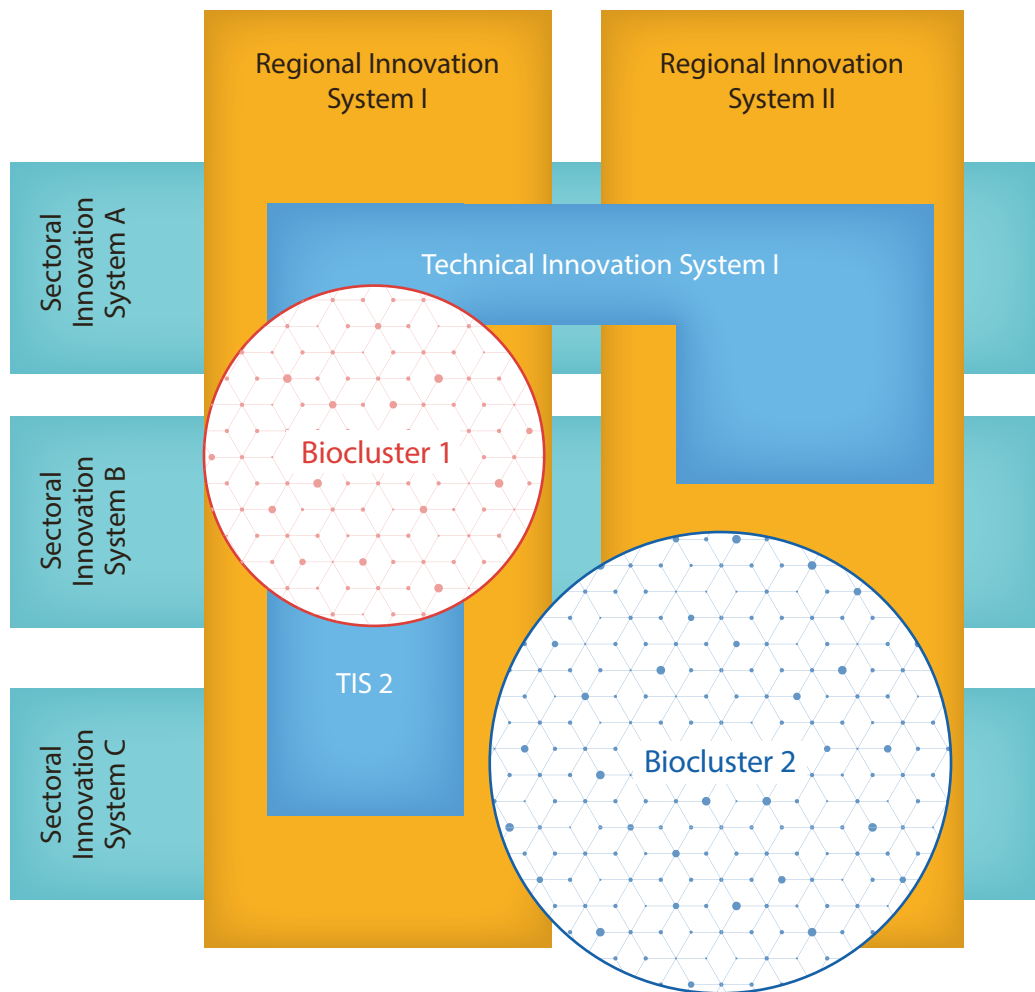 Regional Innovation
System I
Regional Innovation
System II
Sectoral
Innovation
System A
Technical Innovation System I
Sectoral
Innovation
System B
Biocluster 1
TIS 2
Sectoral
Innovation
System C
Biocluster 2